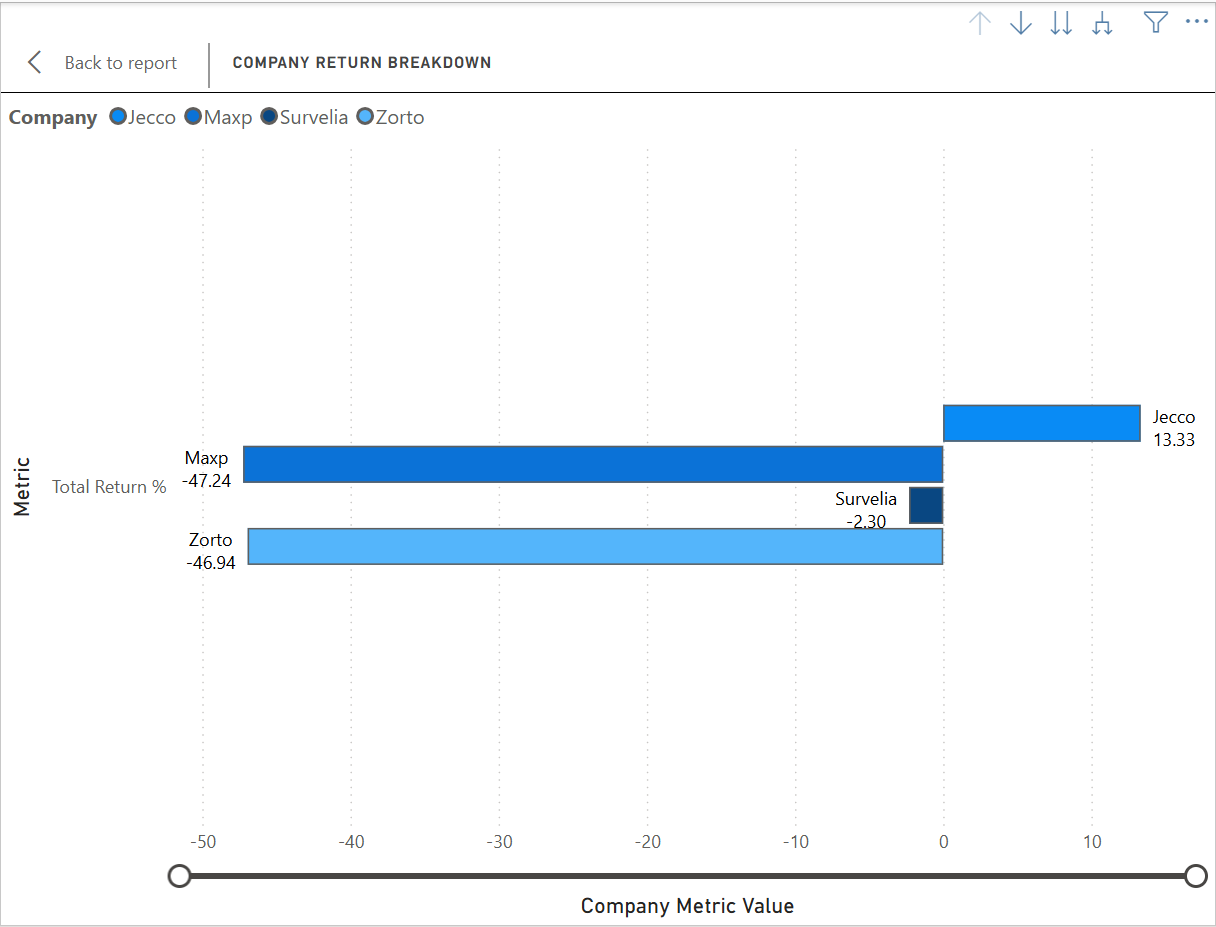 Back to report
COMPANY RETURN BREAKDOWN
Company Jecco Maxp Survelia Zorto
Jecco
13.33
Maxp
-47.24
Metric
Total Return %
Survelia
-2.30
Zorto
-46.94
-50 -40 -30 -20 -10 0 10
Company Metric Value